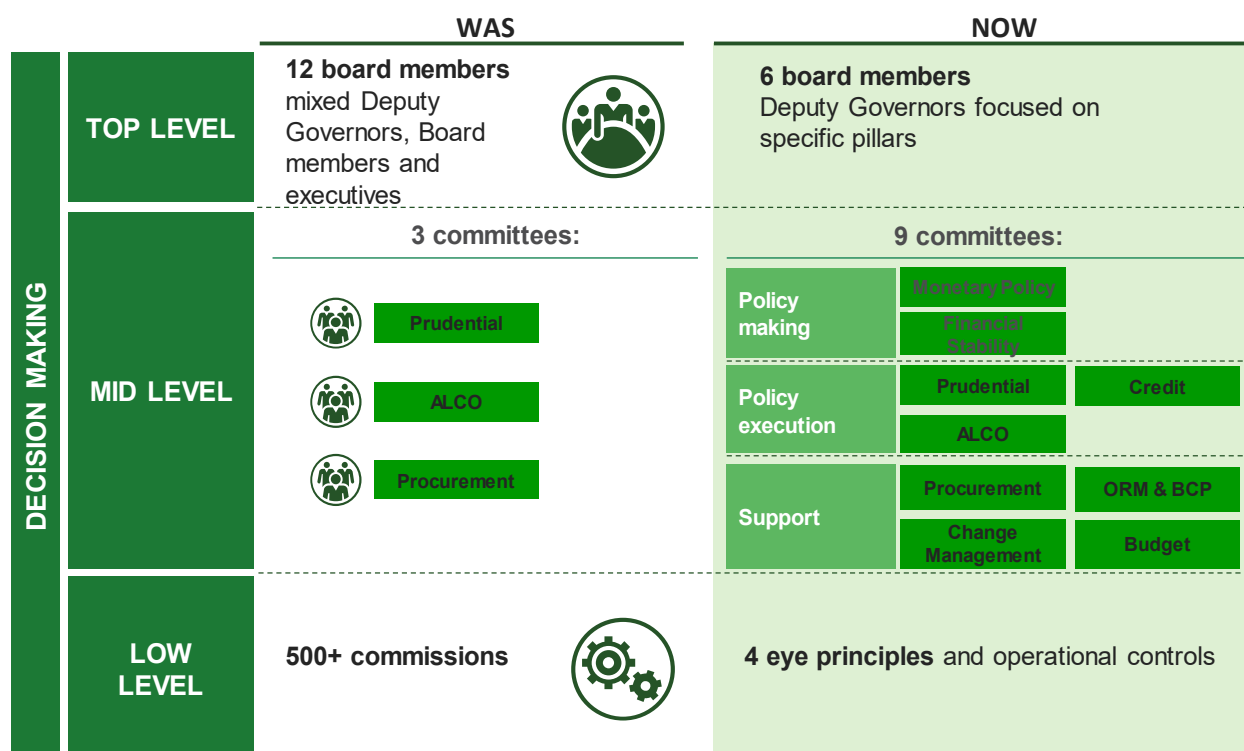 WAS
NOW
DECISION MAKING
TOP LEVEL
12 board members
mixed Deputy
Governors, Board
members and
executives
6 board members
Deputy Governors focused on
specific pillars
MID LEVEL
3 committees:
Prudential
ALCO
Procurement
9 committees:
Policy
making
Monetary Policy
Financial
Stability
Policy
execution
Prudential
Credit
ALCO
Support
Procurement
ORM & BCP
Change
Management
Budget
LOW
LEVEL
500+ commissions
4 eye principles and operational controls